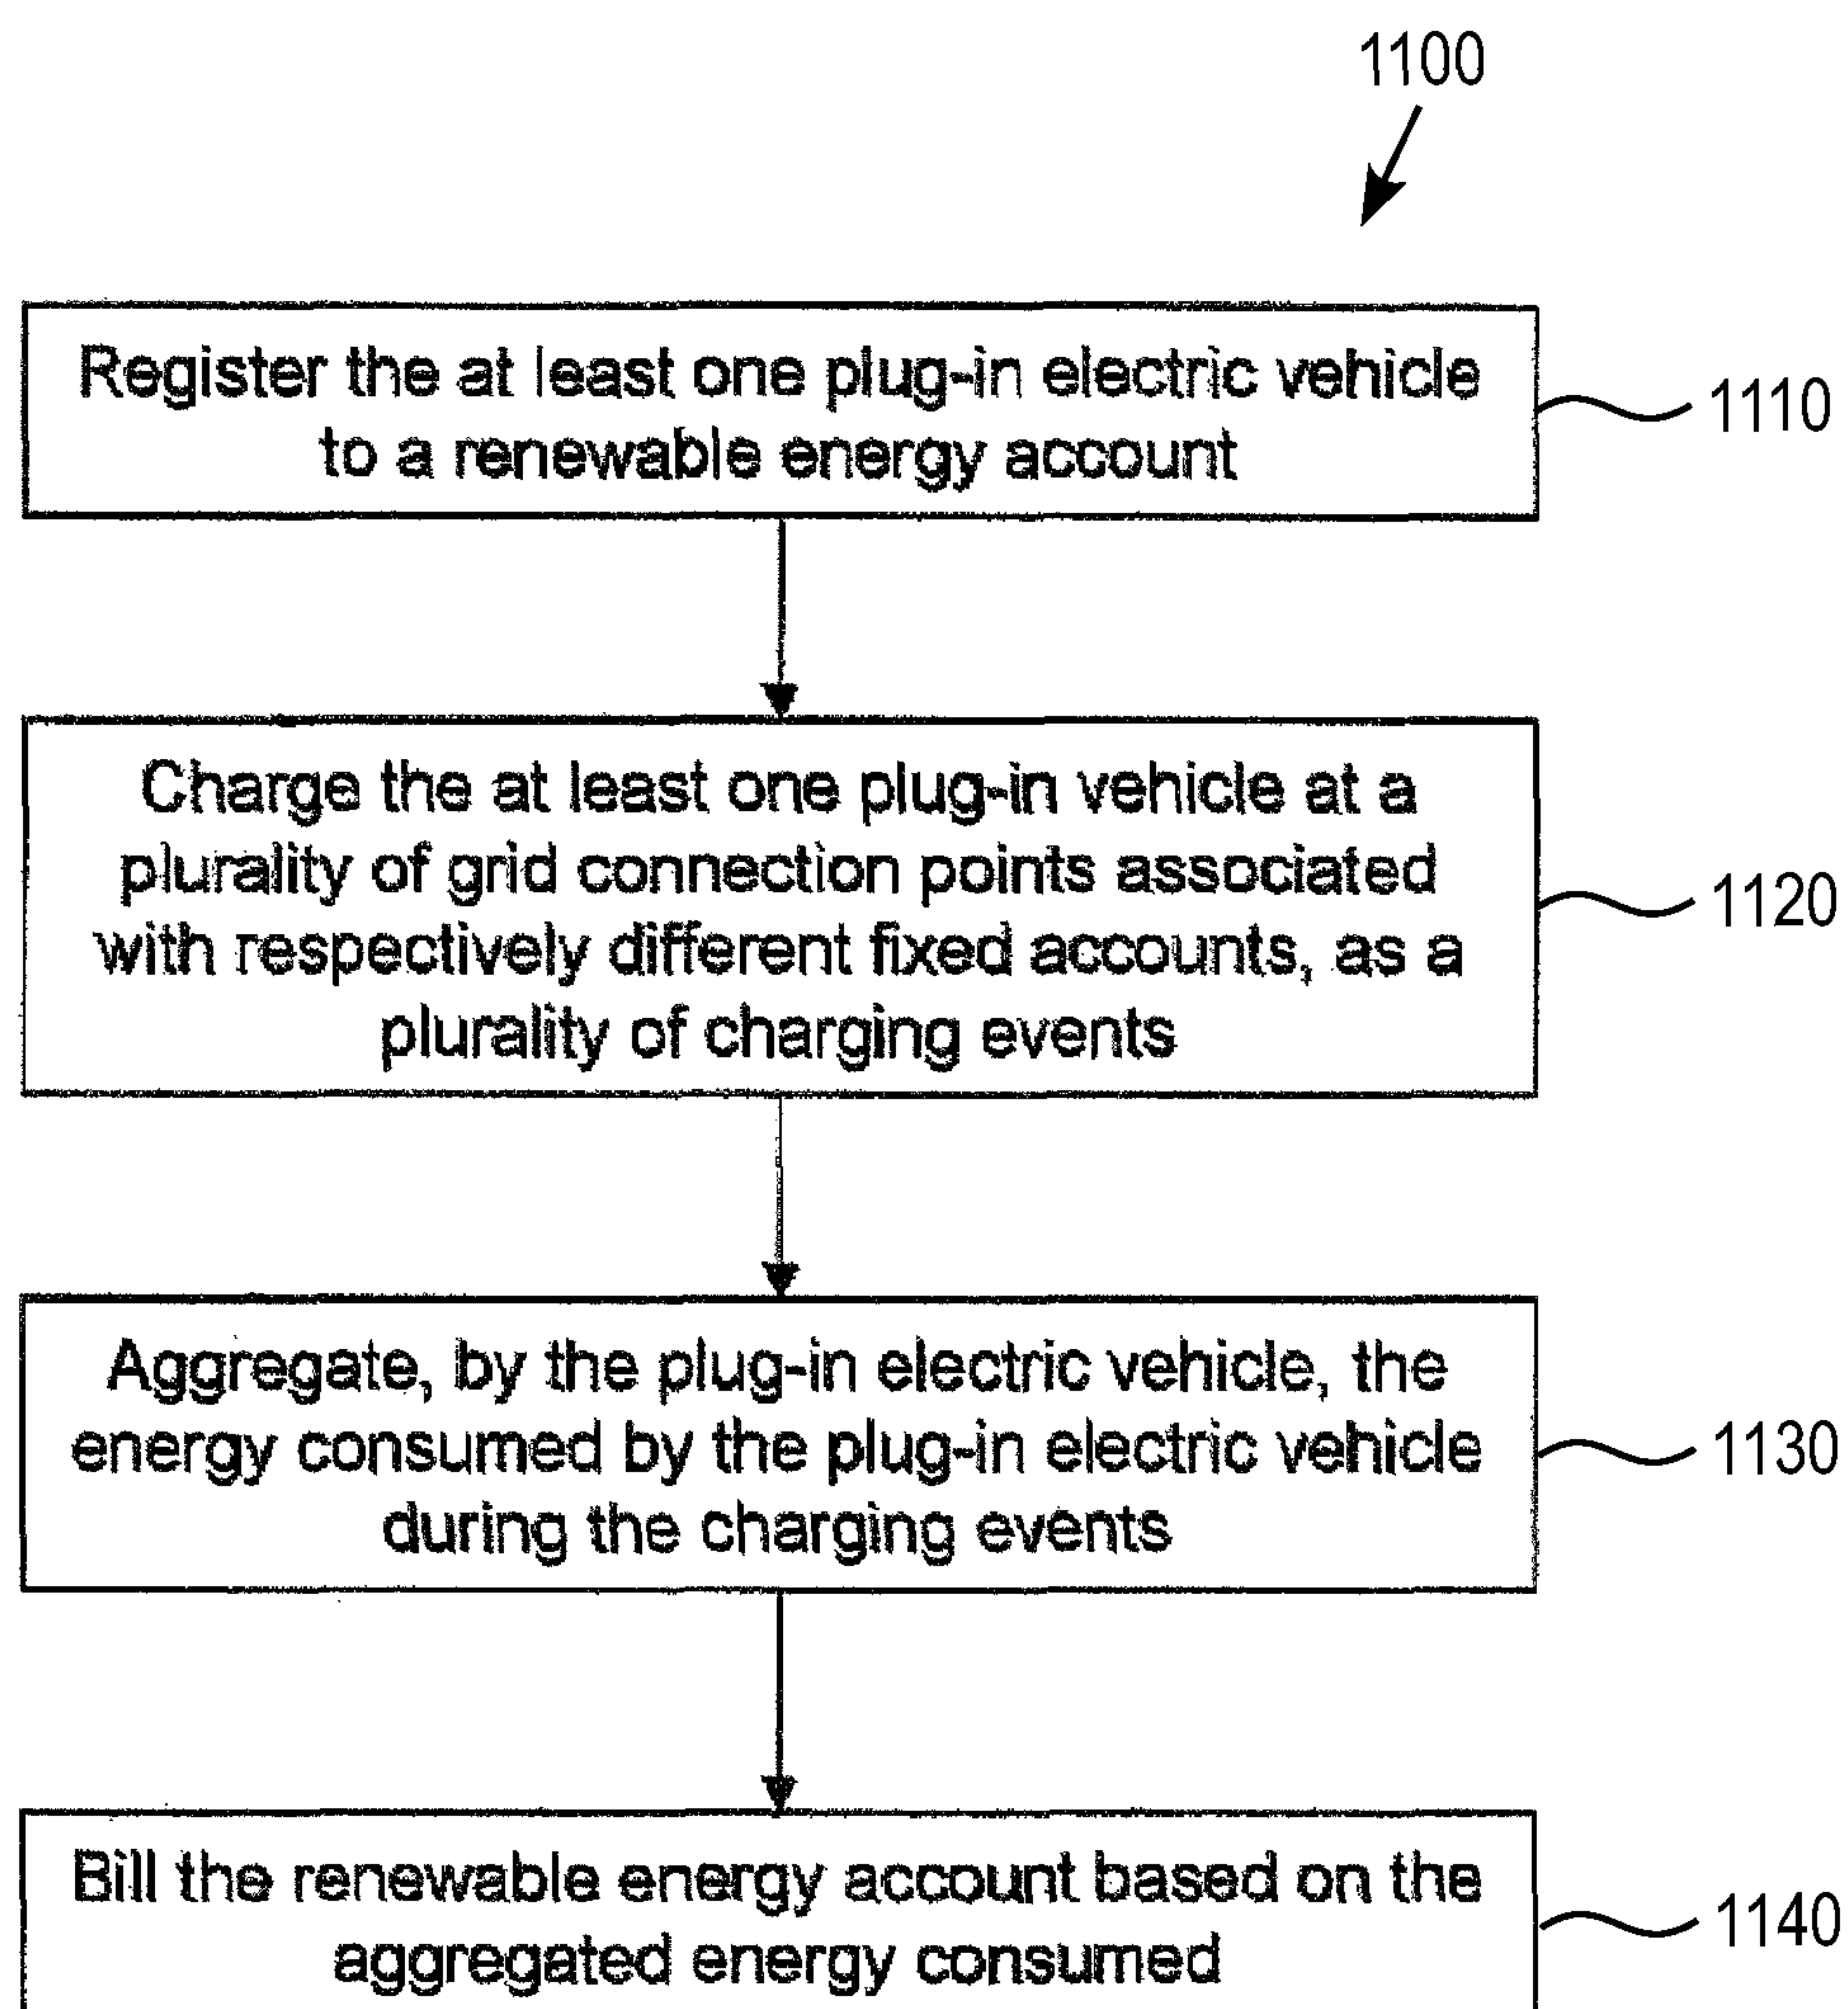 1100
Register the at least one plug-in electric vehicle
to a renewable energy account
1110
Charge the at least one plug-in vehicle at a
plurality of grid connection points associated
with respectively different fixed accounts, as a
plurality of charging events
1120
Aggregate, by the plug-in electric vehicle, the
energy consumed by the plug-in electric vehicle
during the charging events
1130
Bill the renewable energy account based on the
aggregated energy consumed
1140